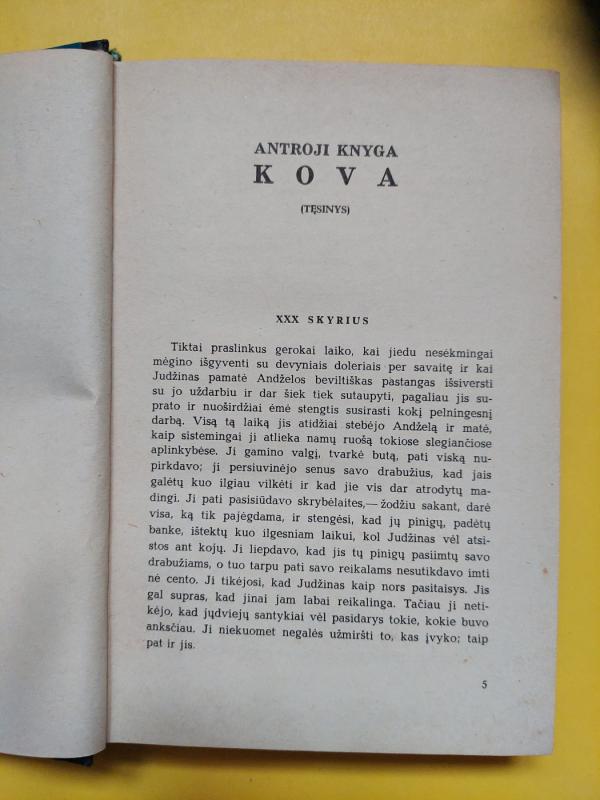 ANTROJI KNYGA
KOVA
(TĘSINYS)
XXX SKYRIUS
Tiktai praslinkus gerokai laiko, kai jiedu nesėkmingai
mėgino išgyventi su devyniais doleriais per savaitę ir kai
Judžinas pamatė Andželos beviltiškas pastangas išsiversti
su jo uždarbiu ir dar šiek tiek sutaupyti, pagaliau jis su-
prato ir nuoširdžiai ėmė stengtis susirasti kokį pelningesnį
darbą. Visą tą laiką jis atidžiai stebėjo Andželą ir matė,
kaip sistemingai ji atlieka namų ruošą tokiose slegiančiose
aplinkybėse. Ji gamino valgį, tvarkė butą, pati viską nu-
pirkdavo; ji persiuvinėjo senus savo drabužius, kad jais
galėtų kuo ilgiau vilkėti ir kad jie vis dar atrodytų ma-
dingi. Ji pati pasisiūdavo skrybėlaites,— žodžiu sakant, darė
visa, ką tik pajėgdama, ir stengėsi, kad jų pinigų, padėtų
banke, ištektų kuo ilgesniam laikui, kol Judžinas vėl atsi-
stos ant kojų. Ji liepdavo, kad jis tų pinigų pasiimtų savo
drabužiams, o tuo tarpu pati savo reikalams nesutikdavo imti
nė cento. Ji tikėjosi, kad Judžinas kaip nors pasitaisys. Jis
gal supras, kad jinai jam labai reikalinga. Tačiau ji neti-
kėjo, kad jųdviejų santykiai vėl pasidarys tokie, kokie buvo
anksčiau. Ji niekuomet negalės užmiršti to, kas įvyko; taip
pat ir jis.
5